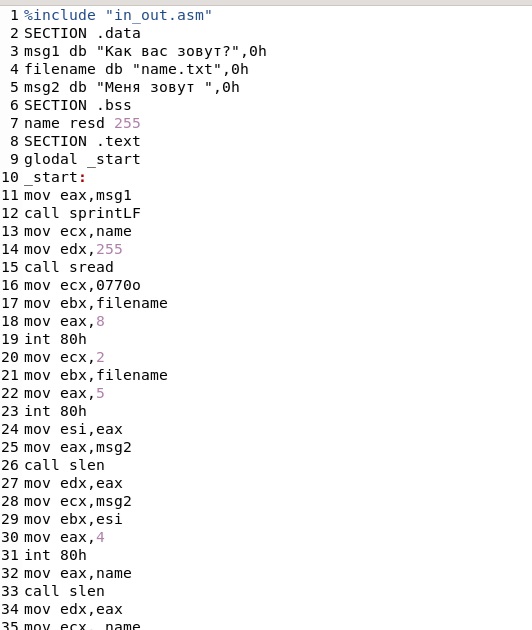 1 %include "in_out.asm"
2 SECTION .data
3 msg1 db "Как вас зовут?",0h
4 filename db "name.txt",0h
5 msg2 db "Меня зовут ",0h
6 SECTION .bss
7 name resd 255
8 SECTION .text
9 glodal _start
10 _start:
11 mov eax,msg1
12 call sprintLF
13 mov ecx,name
14 mov edx,255
15 call sread
16 mov ecx,0770o
17 mov ebx,filename
18 mov eax,8
19 int 80h
20 mov ecx,2
21 mov ebx,filename
22 mov eax,5
23 int 80h
24 mov esi,eax
25 mov eax,msg2
26 call slen
27 mov edx,eax
28 mov ecx,msg2
29 mov ebx,esi
30 mov eax,4
31 int 80h
32 mov eax,name
33 call slen
34 mov edx,eax
35 mov ecx, name